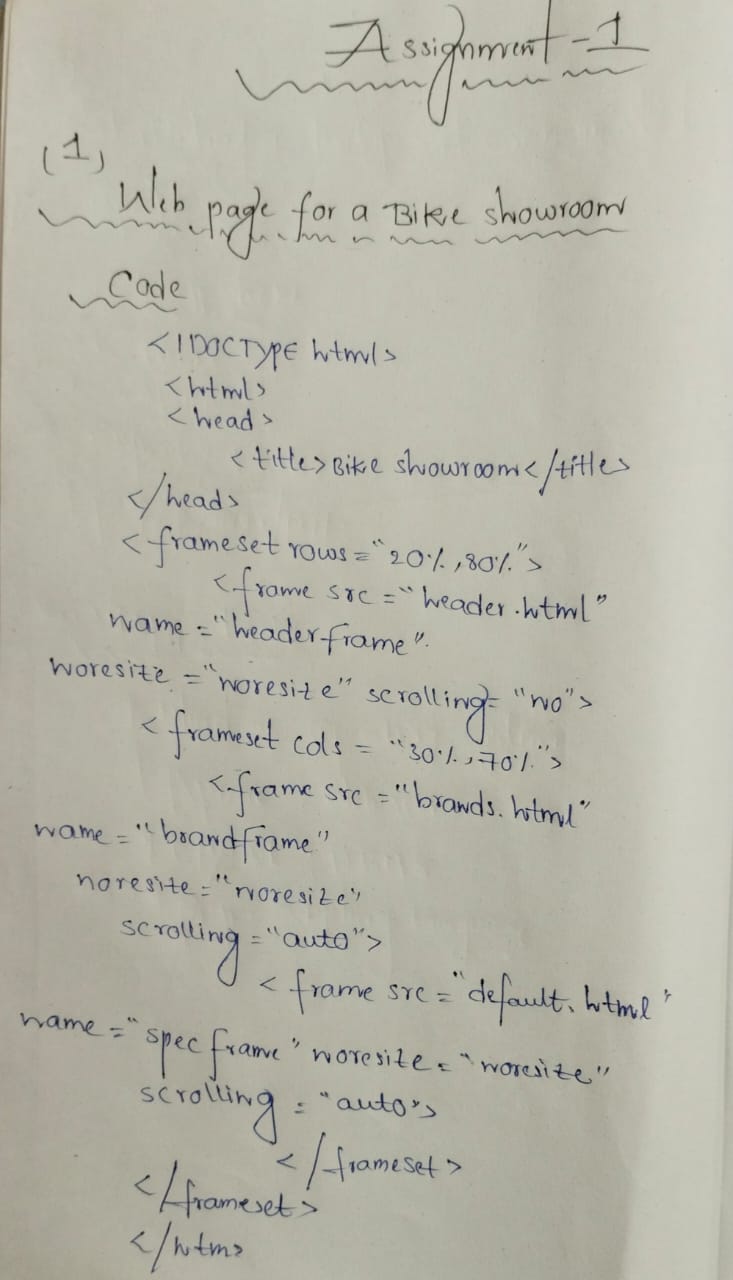 Assignment-1
(1)
Web page for a Bike showroom
Code
<!DOCTYPE html>
<html>
<head>
<title>Bike showroom</title>
</head>
<frameset rows="20%,80%">
<frame src="header.html"
name="headerframe".
noresize="noresize" scrolling="no">
<frameset cols="30%,70%">
<frame src="brands.html"
name="brandframe"
noresite="noresize"
scrolling="auto">
<frame src="default.html"
name="specframe" noresize="noresize"
scrolling="auto">
</frameset>
</frameset>
</htm>